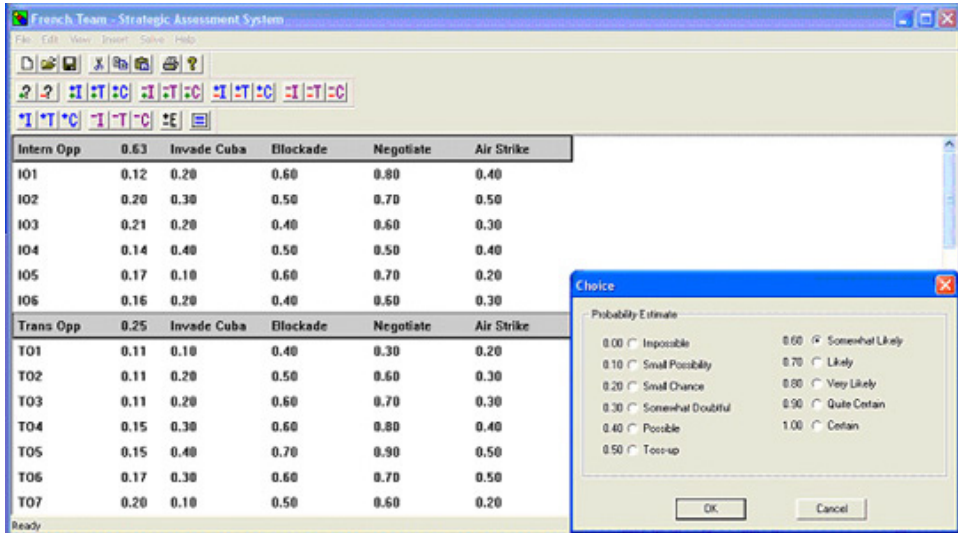 French Team - Strategic Assessment System
File Edit View Insert Solve Help
Intern Opp 0.63 Invade Cuba Blockade Negotiate Air Strike
IO1 0.12 0.20 0.60 0.80 0.40
IO2 0.20 0.30 0.50 0.70 0.50
IO3 0.21 0.20 0.40 0.60 0.30
IO4 0.14 0.40 0.50 0.50 0.40
IO5 0.17 0.10 0.60 0.70 0.20
IO6 0.16 0.20 0.40 0.60 0.30
Trans Opp 0.25 Invade Cuba Blockade Negotiate Air Strike
TO1 0.11 0.10 0.40 0.30 0.20
TO2 0.11 0.20 0.50 0.60 0.30
TO3 0.11 0.20 0.60 0.70 0.30
TO4 0.15 0.30 0.60 0.80 0.40
TO5 0.15 0.40 0.70 0.90 0.50
TO6 0.17 0.30 0.60 0.70 0.50
TO7 0.20 0.10 0.50 0.60 0.20
Ready
Choice
Probability Estimate
0.00 Impossible
0.10 Small Possibility
0.20 Small Chance
0.30 Somewhat Doubtful
0.40 Possible
0.50 Toss-up
0.60 Somewhat Likely
0.70 Likely
0.80 Very Likely
0.90 Quite Certain
1.00 Certain
OK Cancel